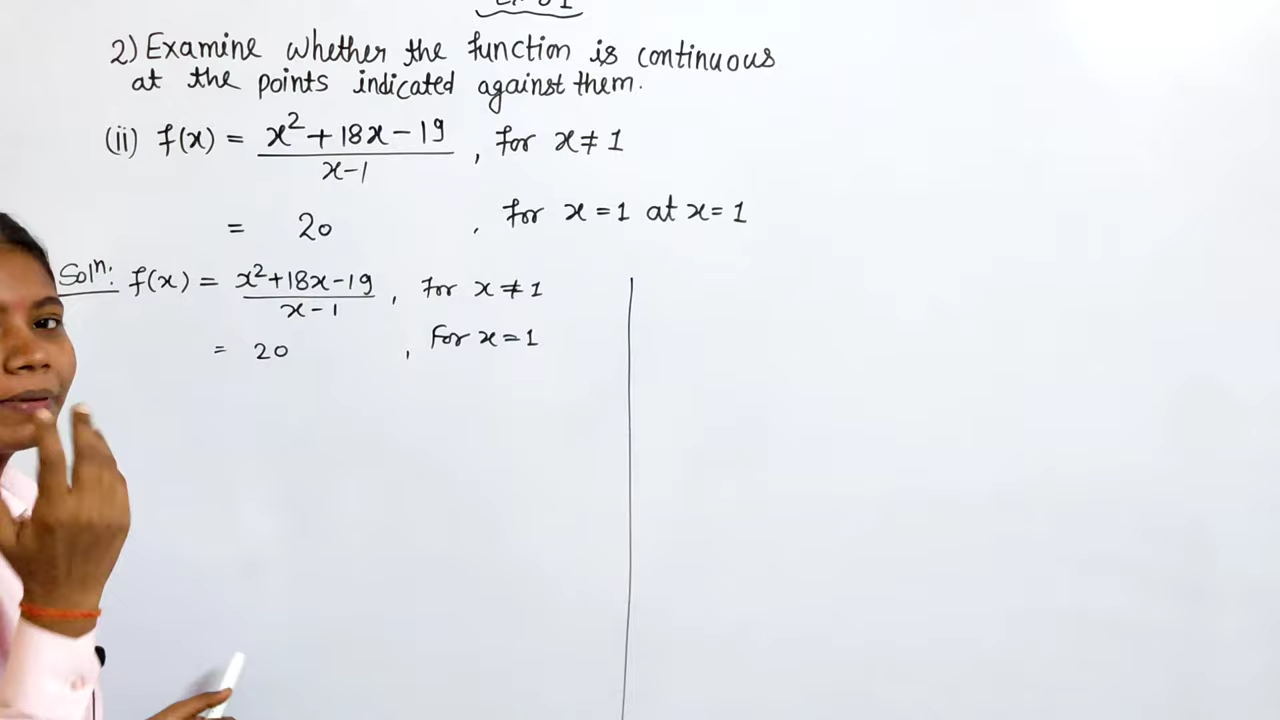 2) Examine whether the function is continuous
at the points indicated against them.
(ii) f(x) = x² + 18x - 19 / x-1 , for x ≠ 1
= 20 , for x = 1 at x = 1
Solⁿ: f(x) = x² + 18x - 19 / x - 1 , for x ≠ 1
= 20 , For x = 1